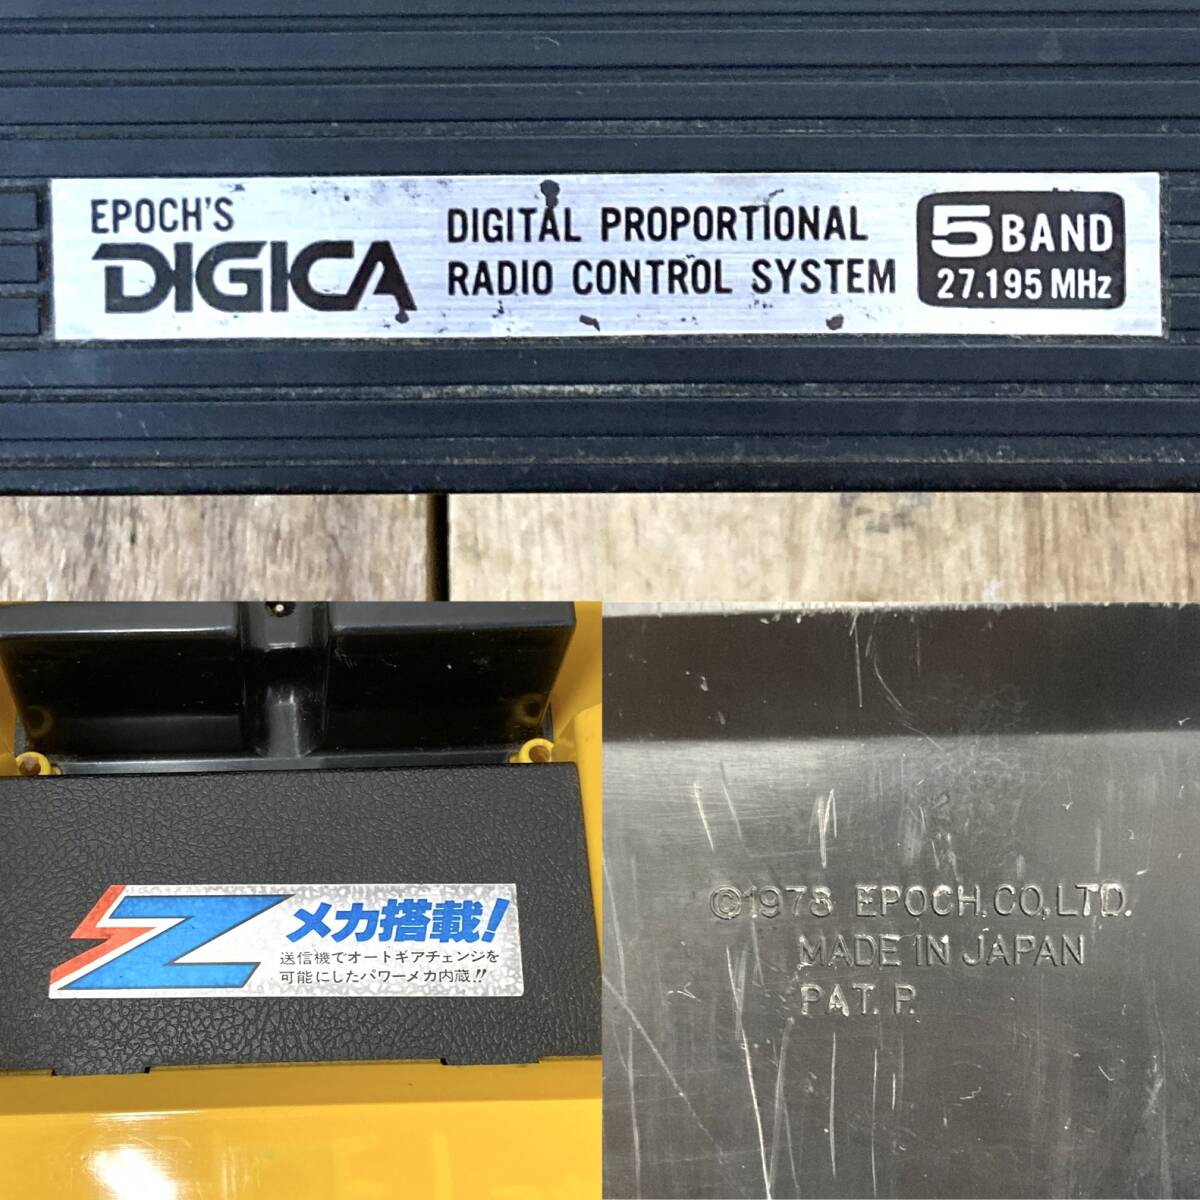 EPOCH'S
DIGICA
DIGITAL PROPORTIONAL
RADIO CONTROL SYSTEM
5 BAND
27.195 MHz
Z メカ搭載!
送信機でオートギアチェンジを
可能にしたパワーメカ内蔵!!
©1978 EPOCH.CO,LTD.
MADE IN JAPAN
PAT. P.